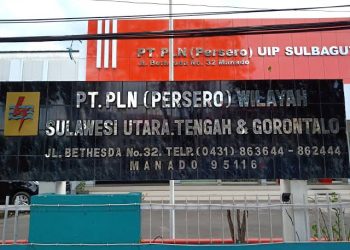 PT. PLN (Persero) UIP SULBAGUT
Jl. Bethesda No. 32 Manado
PT. PLN (PERSERO) WILAYAH
SULAWESI UTARA.TENGAH & GORONTALO
JL. BETHESDA No.32. TELP.(0431) 863644 - 862444
MANADO 95116